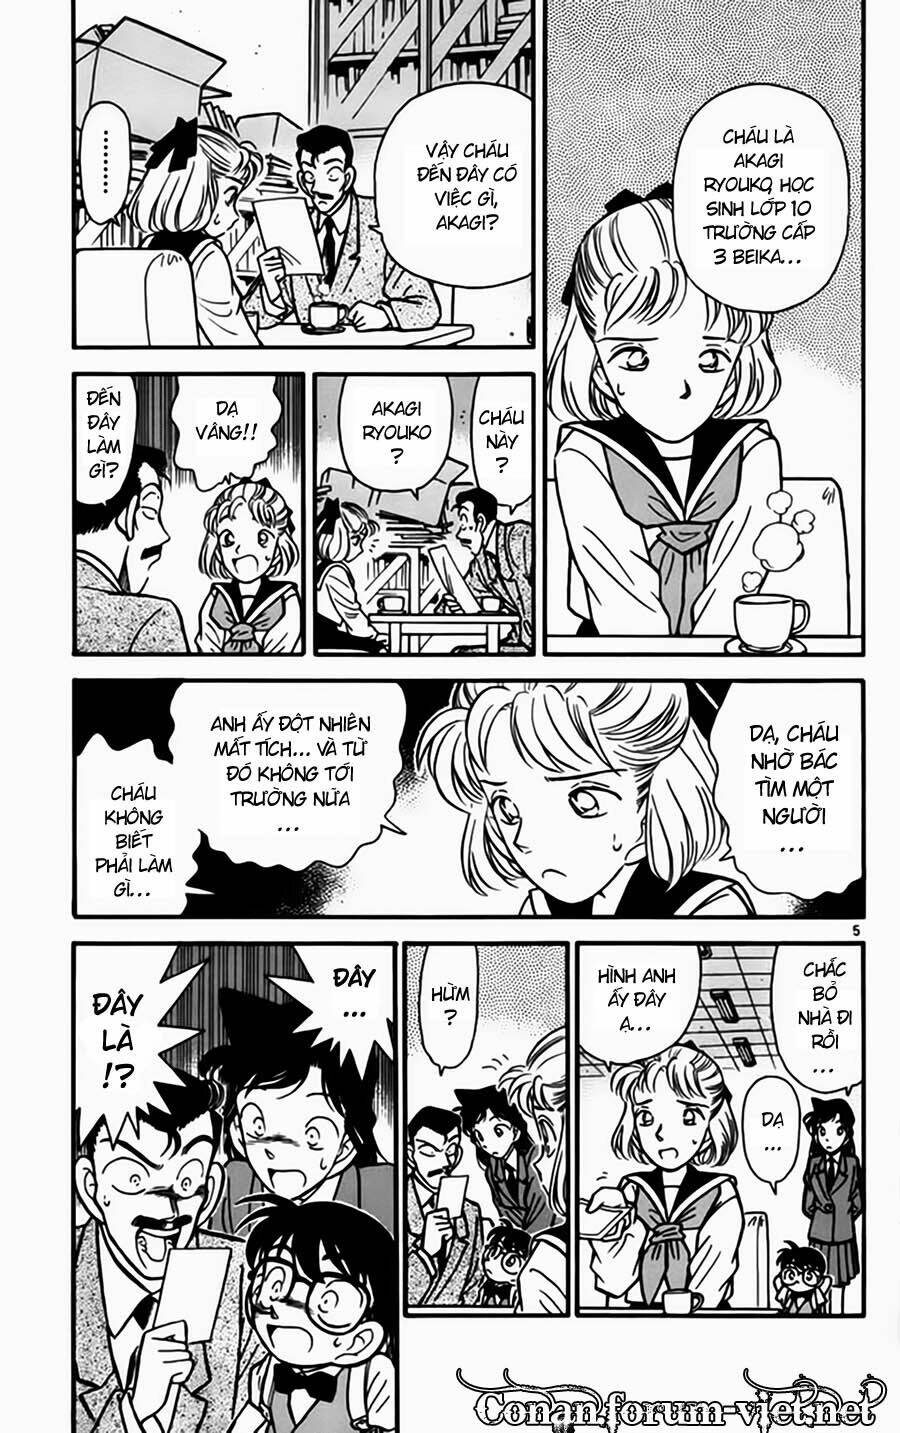 CHÁU LÀ
AKAGI
RYOUKO, HỌC
SINH LỚP 10
TRƯỜNG CẤP
3 BEIKA...
VẬY CHÁU
ĐẾN ĐÂY CÓ
VIỆC GÌ,
AKAGI?
.........
CHÁU
NÀY
?
AKAGI
RYOUKO
?
DẠ
VÂNG!!
ĐẾN
ĐÂY
LÀM
GÌ?
DẠ, CHÁU
NHỜ BÁC
TÌM MỘT
NGƯỜI
...
ANH ẤY ĐỘT NHIÊN
MẤT TÍCH... VÀ TỪ
ĐÓ KHÔNG TỚI
TRƯỜNG NỮA
...
CHÁU
KHÔNG
BIẾT
PHẢI LÀM
GÌ...
5
CHẮC
BỎ
NHÀ ĐI
RỒI
...
DẠ
...
HÌNH ANH
ẤY ĐÂY
Ạ...
HỪM
?
ĐÂY
...
ĐÂY
LÀ
!?
Conan.forum-viet.net